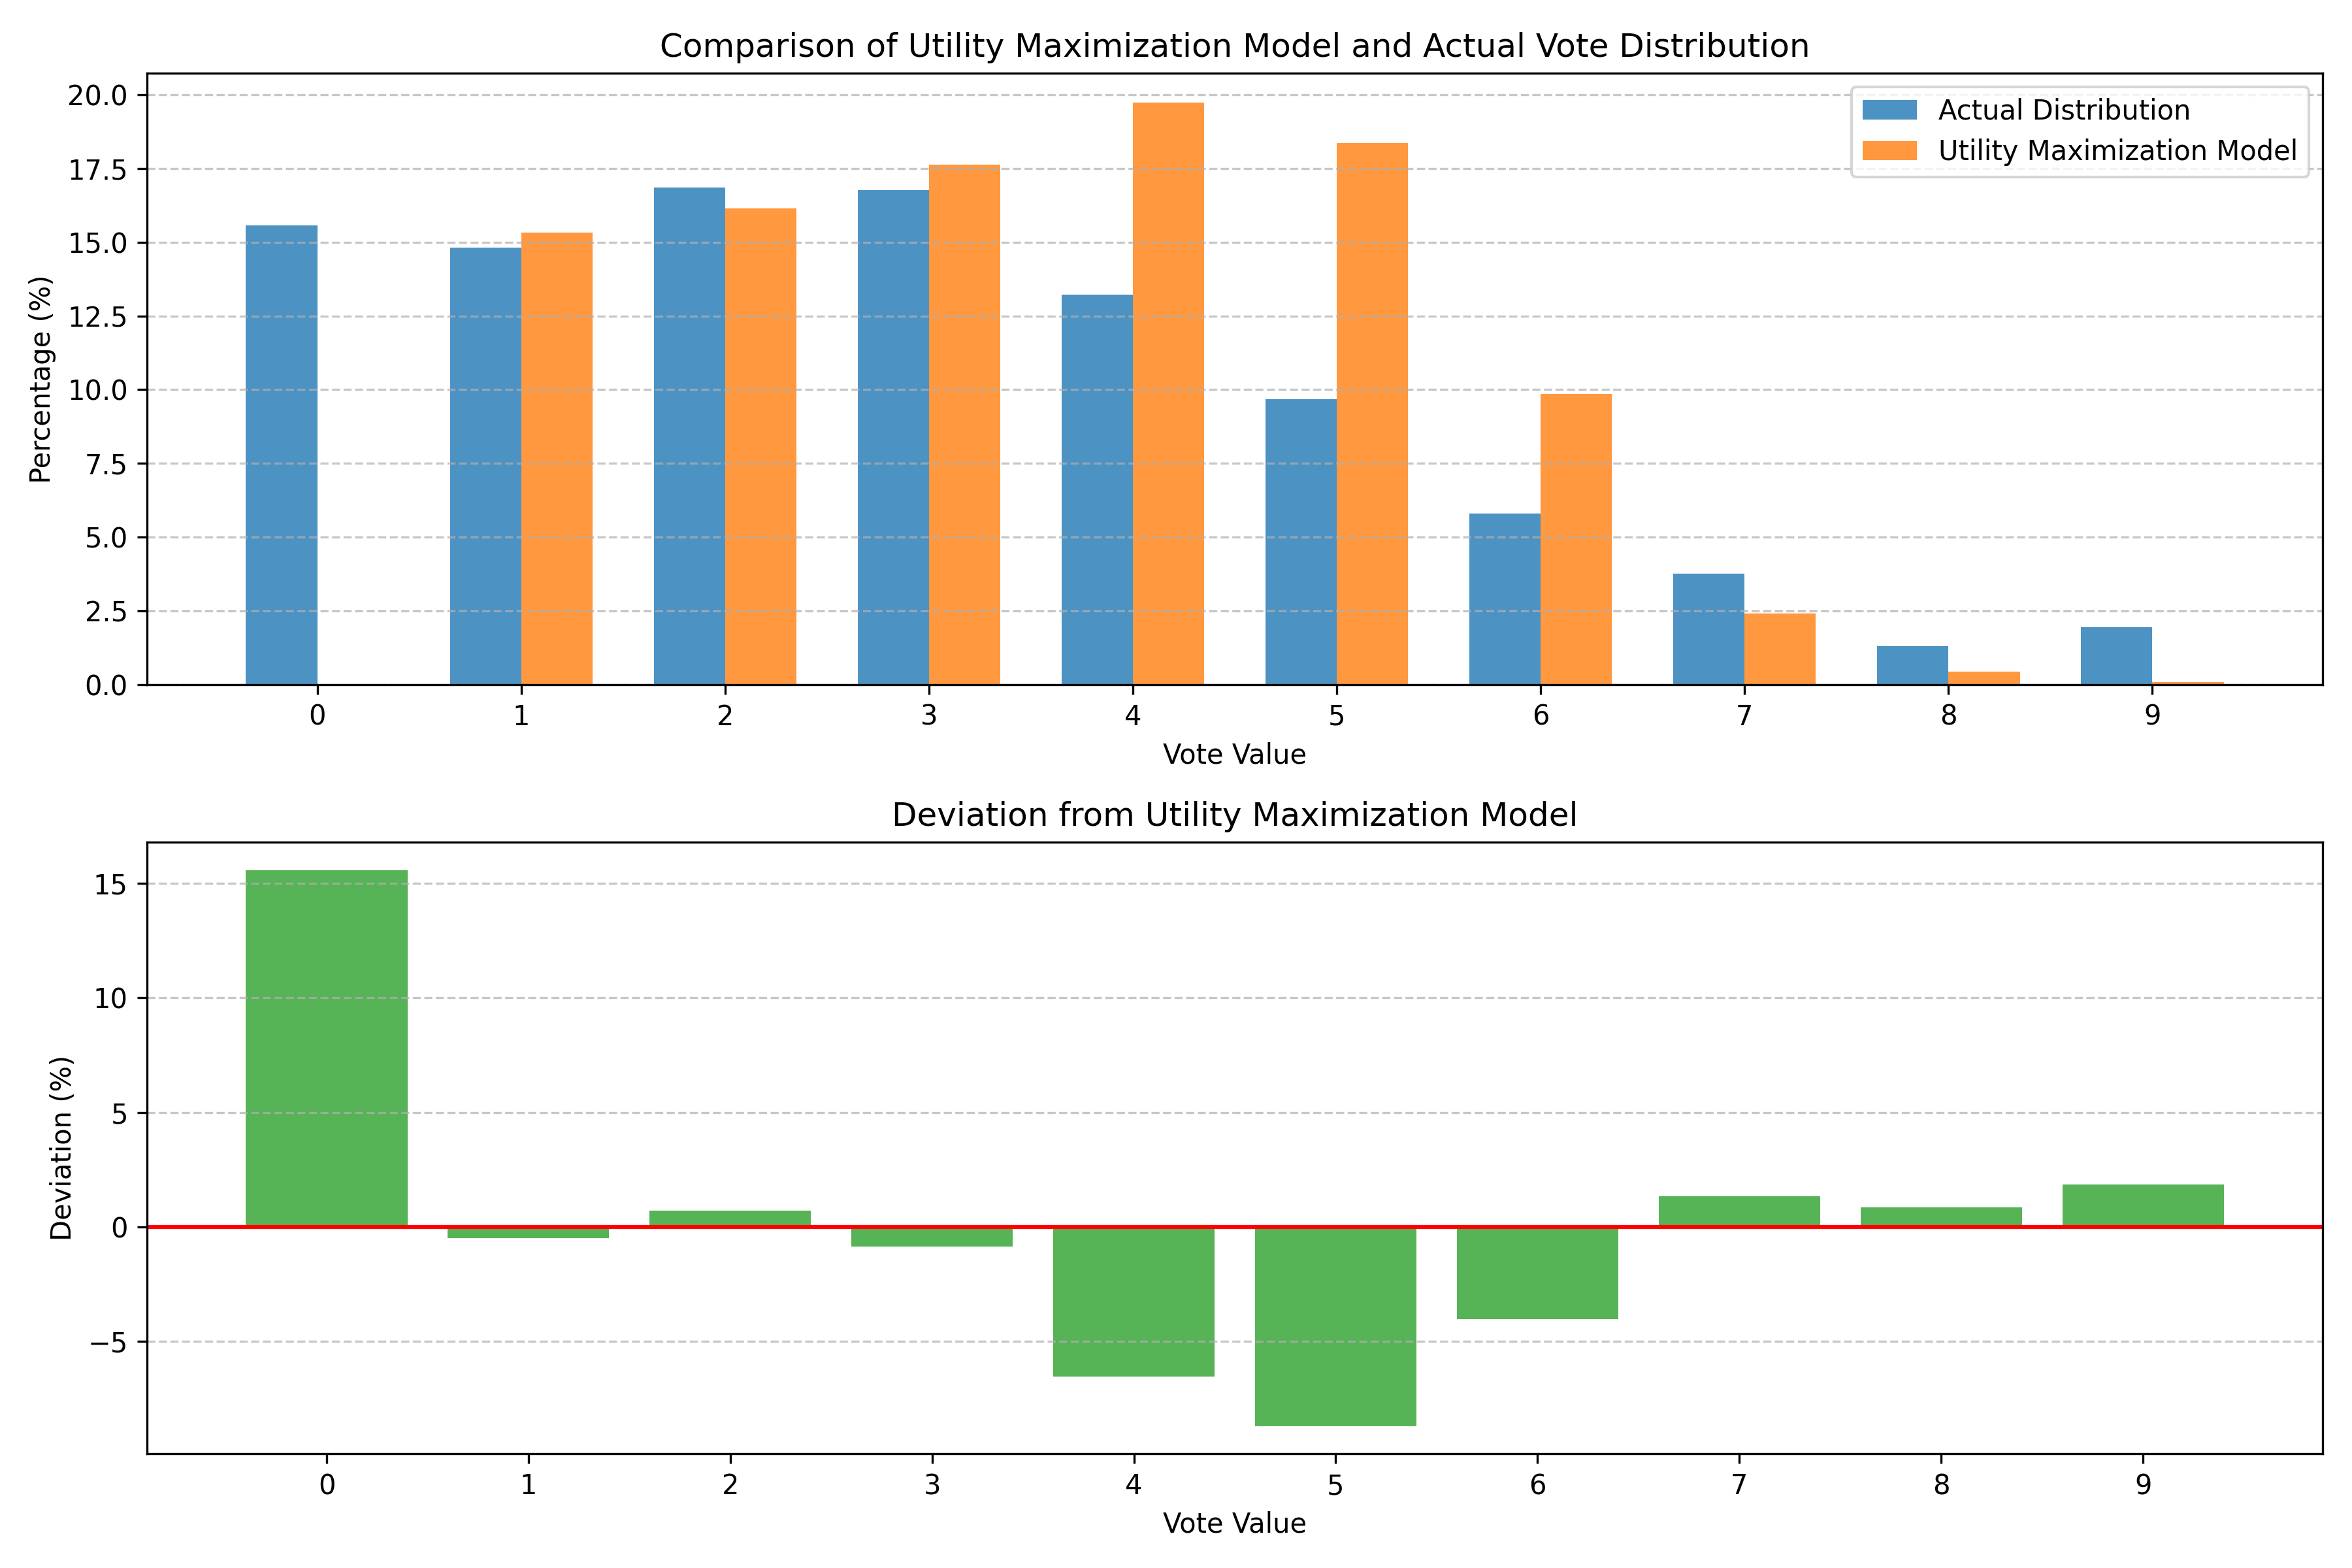 Comparison of Utility Maximization Model and Actual Vote Distribution
20.0
17.5
15.0
12.5
10.0
7.5
5.0
2.5
0.0
Percentage (%)
Actual Distribution
Utility Maximization Model
0 1 2 3 4 5 6 7 8 9
Vote Value
Deviation from Utility Maximization Model
15
10
5
0
−5
Deviation (%)
0 1 2 3 4 5 6 7 8 9
Vote Value